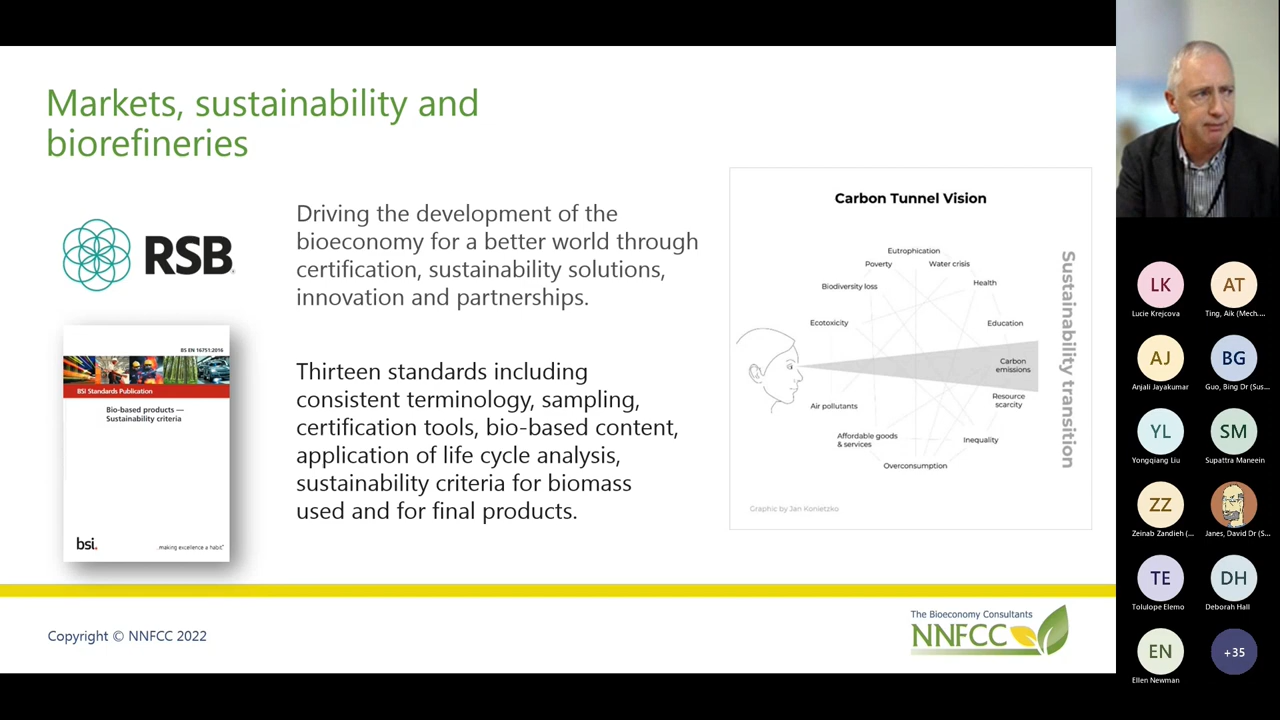 Markets, sustainability and
biorefineries
RSB
Driving the development of the
bioeconomy for a better world through
certification, sustainability solutions,
innovation and partnerships.
BS EN 16751:2016
BSI Standards Publication
Bio-based products —
Sustainability criteria
bsi.
...making excellence a habit.™
Thirteen standards including
consistent terminology, sampling,
certification tools, bio-based content,
application of life cycle analysis,
sustainability criteria for biomass
used and for final products.
Carbon Tunnel Vision
Eutrophication
Poverty
Water crisis
Biodiversity loss
Health
Ecotoxicity
Education
Carbon
emissions
Air pollutants
Resource
scarcity
Affordable goods
& services
Inequality
Overconsumption
Sustainability transition
Graphic by Jan Konietzko
Copyright © NNFCC 2022
The Bioeconomy Consultants
NNFCC
LK
Lucie Krejcova
AT
Ting, Aik (Mech....
AJ
Anjali Jayakumar
BG
Guo, Bing Dr (Sus...
YL
Yongqiang Liu
SM
Supattra Maneein
ZZ
Zeinab Zandieh (...
Janes, David Dr (S...
TE
Tolulope Elemo
DH
Deborah Hall
EN
Ellen Newman
+35